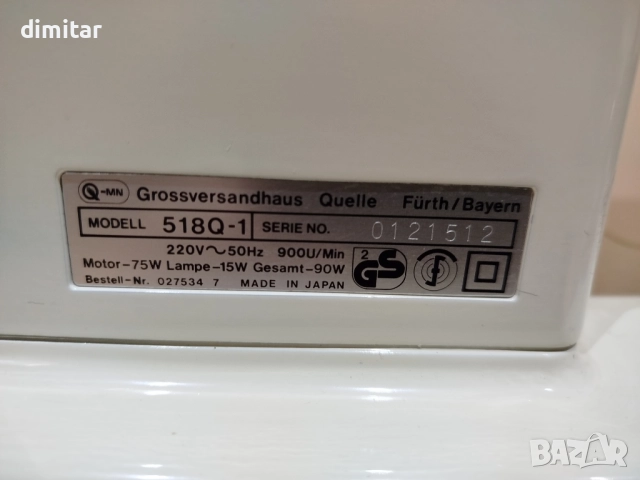 dimitar
Q-MN Grossversandhaus Quelle Fürth/Bayern
MODELL 518Q-1 SERIE NO. 0121512
220V~50Hz 900U/Min
Motor-75W Lampe-15W Gesamt-90W
Bestell-Nr. 027534 7 MADE IN JAPAN
2 GS
BAZAR